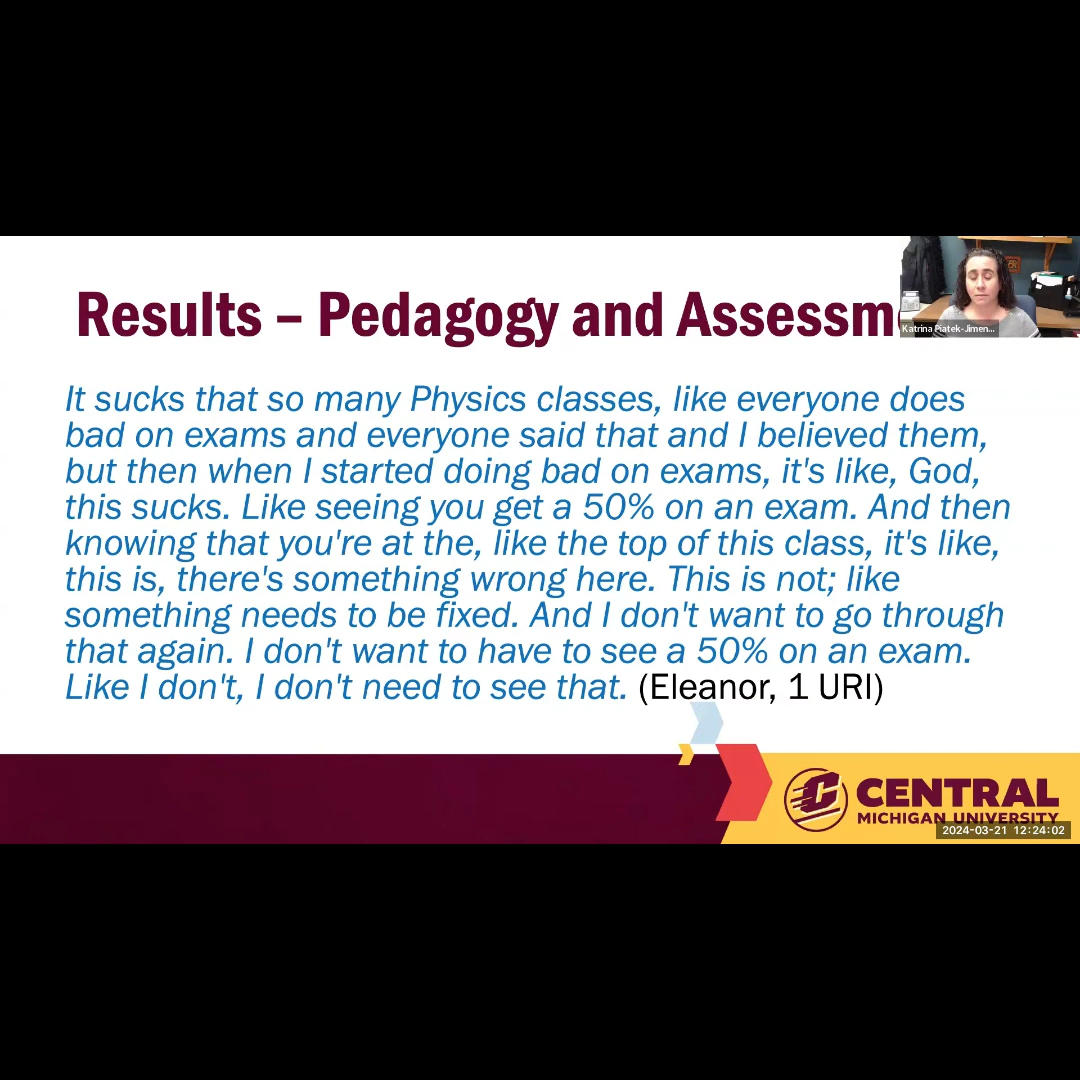 Results – Pedagogy and Assessm
Katrina Piatek-Jimen...
It sucks that so many Physics classes, like everyone does
bad on exams and everyone said that and I believed them,
but then when I started doing bad on exams, it's like, God,
this sucks. Like seeing you get a 50% on an exam. And then
knowing that you're at the, like the top of this class, it's like,
this is, there's something wrong here. This is not; like
something needs to be fixed. And I don't want to go through
that again. I don't want to have to see a 50% on an exam.
Like I don't, I don't need to see that. (Eleanor, 1 URI)
C
CENTRAL
MICHIGAN UNIVERSITY
2024-03-21 12:24:02